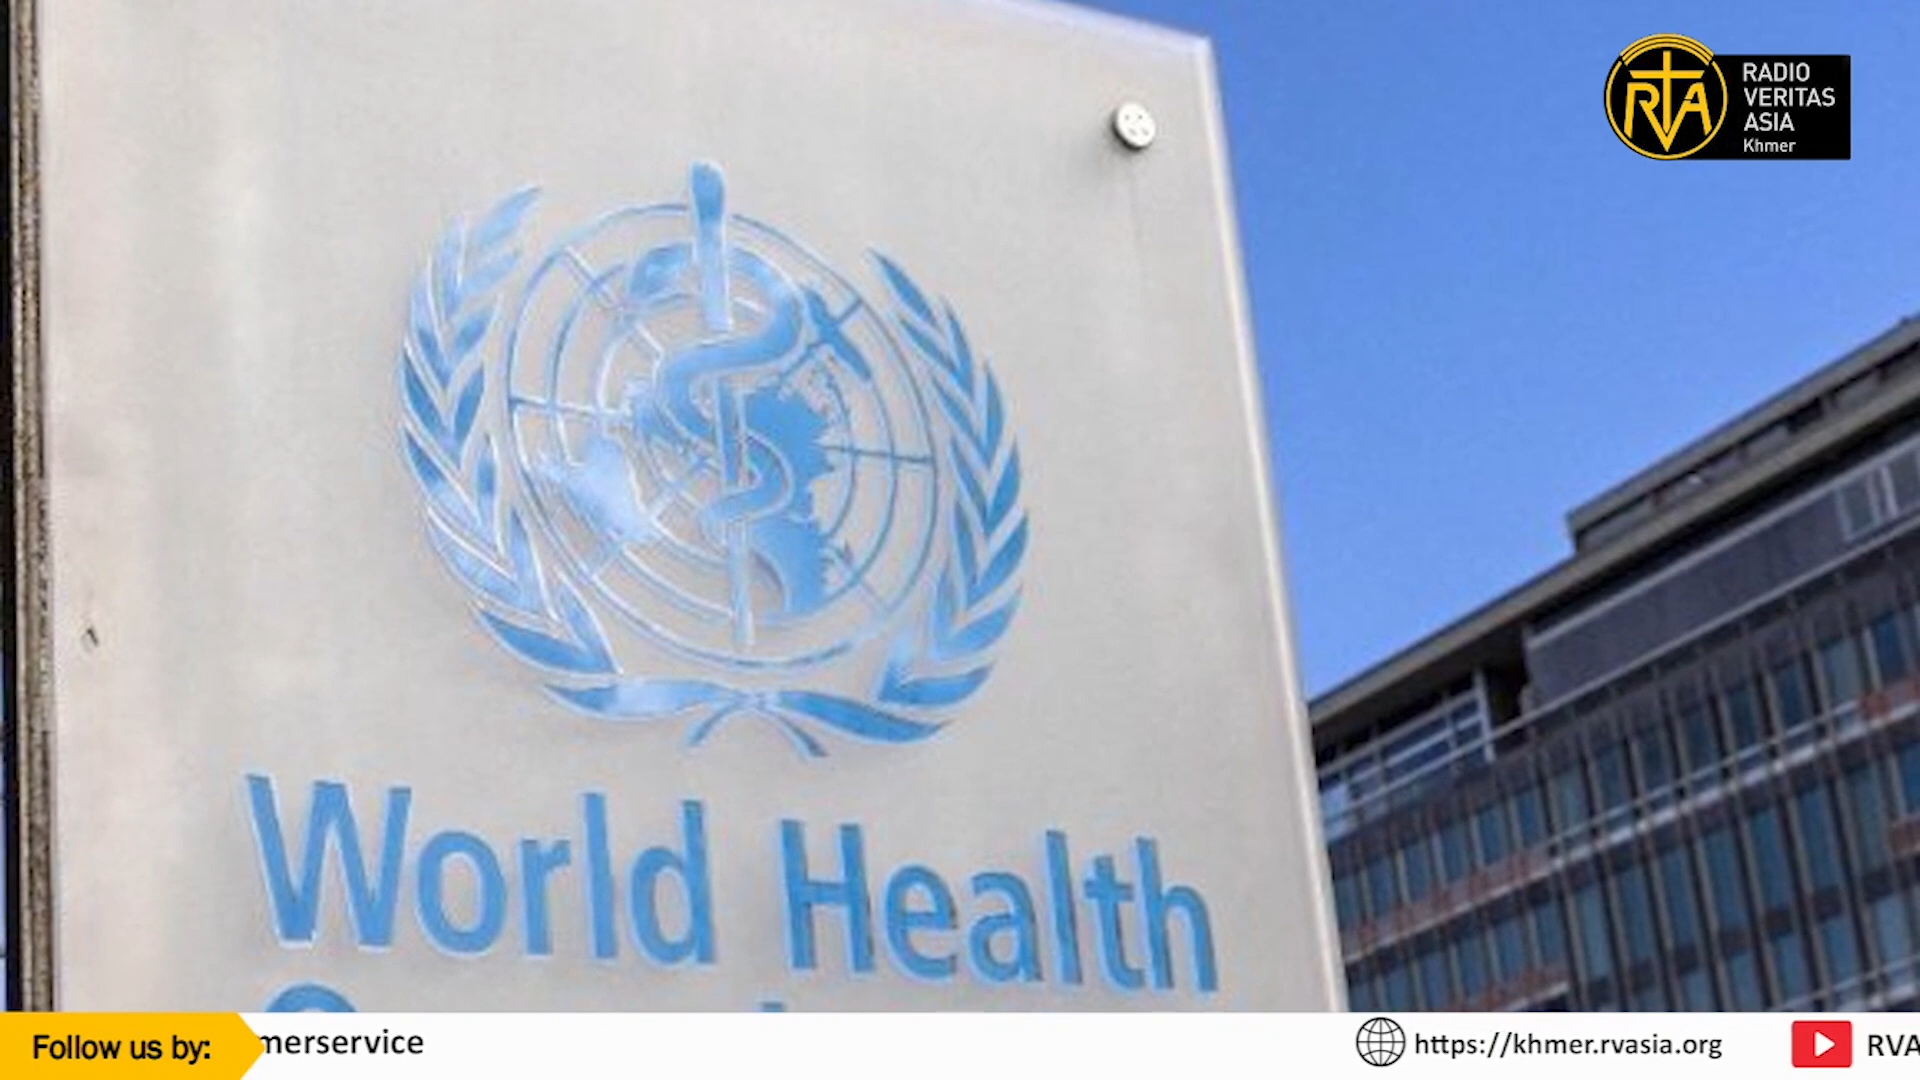 RTA
RADIO
VERITAS
ASIA
Khmer
World Health
Follow us by:
merservice
https://khmer.rvasia.org
RVA